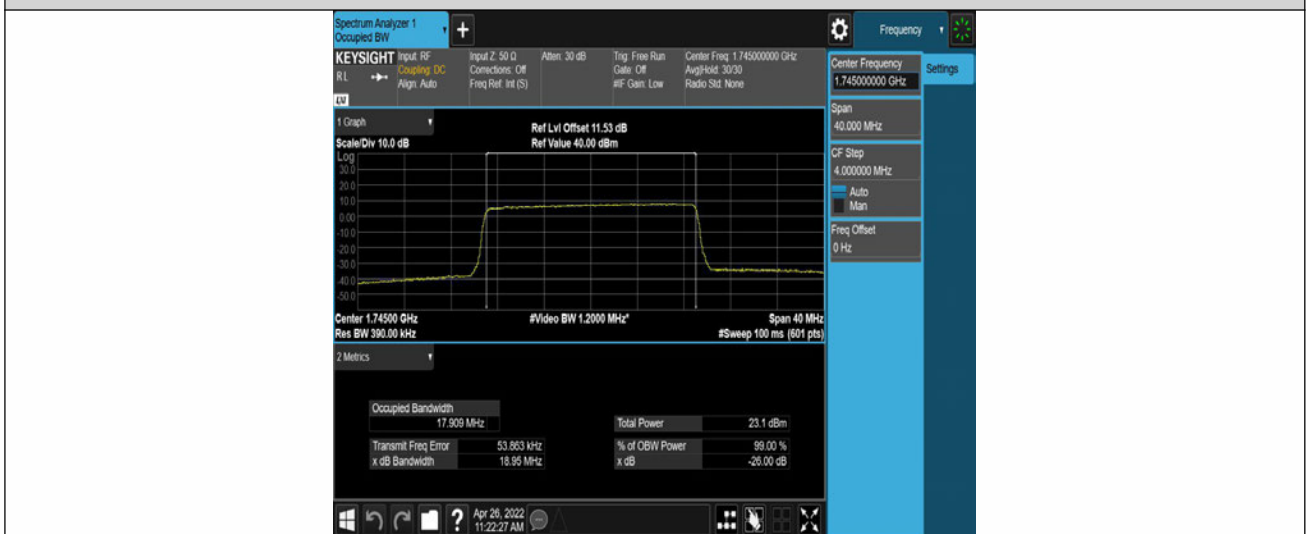 Spectrum Analyzer 1
Occupied BW
+
Frequency
KEYSIGHT
R L
Input: RF
Coupling: DC
Align: Auto
Input Z: 50 Ω
Corrections: Off
Freq Ref: Int (S)
Atten: 30 dB
Trig: Free Run
Gate: Off
#IF Gain: Low
Center Freq: 1.745000000 GHz
Avg|Hold: 30/30
Radio Std: None
Center Frequency
1.745000000 GHz
Settings
Span
40.000 MHz
CF Step
4.000000 MHz
Auto
Man
Freq Offset
0 Hz
1 Graph
Ref Lvl Offset 11.53 dB
Scale/Div 10.0 dB
Ref Value 40.00 dBm
Log
30.0
20.0
10.0
0.00
-10.0
-20.0
-30.0
-40.0
-50.0
Center 1.74500 GHz
#Video BW 1.2000 MHz*
Span 40 MHz
Res BW 390.00 kHz
#Sweep 100 ms (601 pts)
2 Metrics
Occupied Bandwidth
17.909 MHz
Total Power 23.1 dBm
Transmit Freq Error 53.863 kHz
% of OBW Power 99.00 %
x dB Bandwidth 18.95 MHz
x dB -26.00 dB
?
Apr 26, 2022
11:22:27 AM